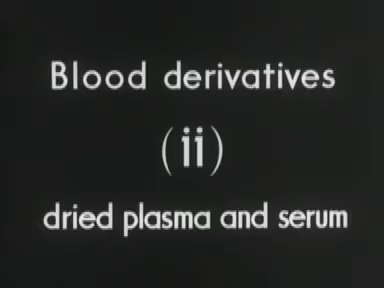 Blood derivatives
(ii)
dried plasma and serum